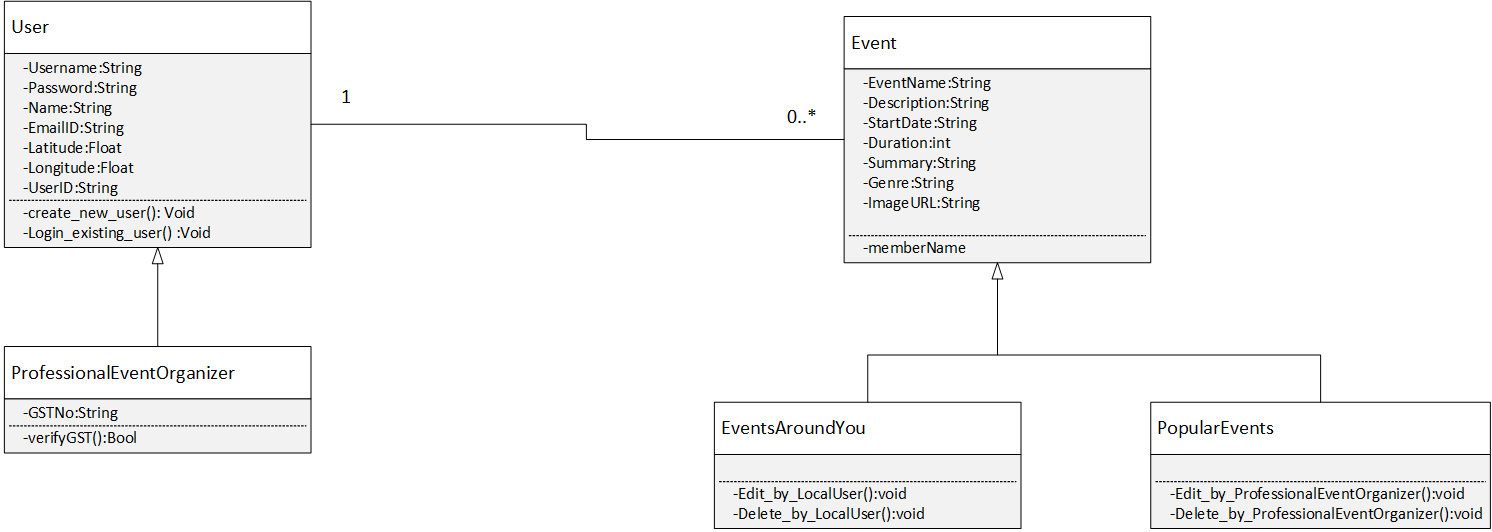 User
-Username:String
-Password:String
-Name:String
-EmailID:String
-Latitude:Float
-Longitude:Float
-UserID:String
-create_new_user(): Void
-Login_existing_user() :Void
1
0..*
Event
-EventName:String
-Description:String
-StartDate:String
-Duration:int
-Summary:String
-Genre:String
-ImageURL:String
-memberName
ProfessionalEventOrganizer
-GSTNo:String
-verifyGST():Bool
EventsAroundYou
-Edit_by_LocalUser():void
-Delete_by_LocalUser():void
PopularEvents
-Edit_by_ProfessionalEventOrganizer():void
-Delete_by_ProfessionalEventOrganizer():void